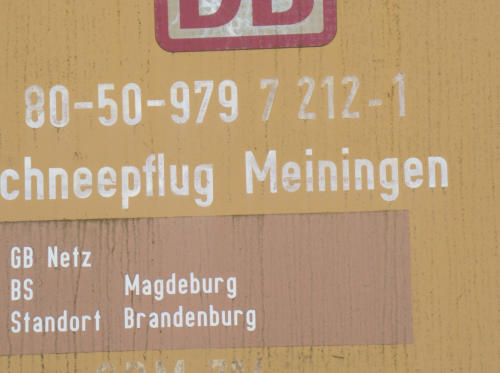 DB
80-50-979 7 212-1
chneepflug Meiningen
GB Netz
BS Magdeburg
Standort Brandenburg